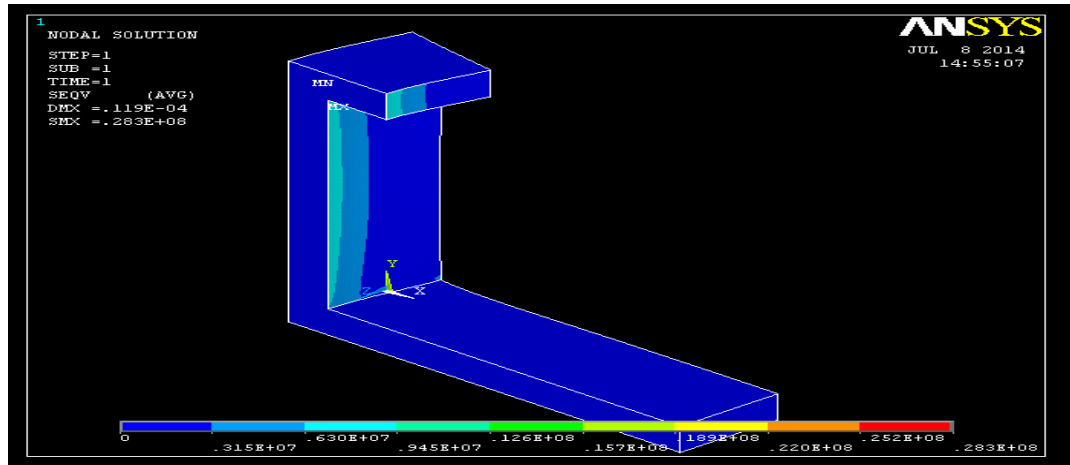 1
NODAL SOLUTION
STEP=1
SUB =1
TIME=1
SEQV (AVG)
DMX =.119E-04
SMX =.283E+08
ANSYS
JUL 8 2014
14:55:07
MN
MX
Y
Z X
0 .630E+07 .126E+08 .189E+08 .252E+08
.315E+07 .945E+07 .157E+08 .220E+08 .283E+08